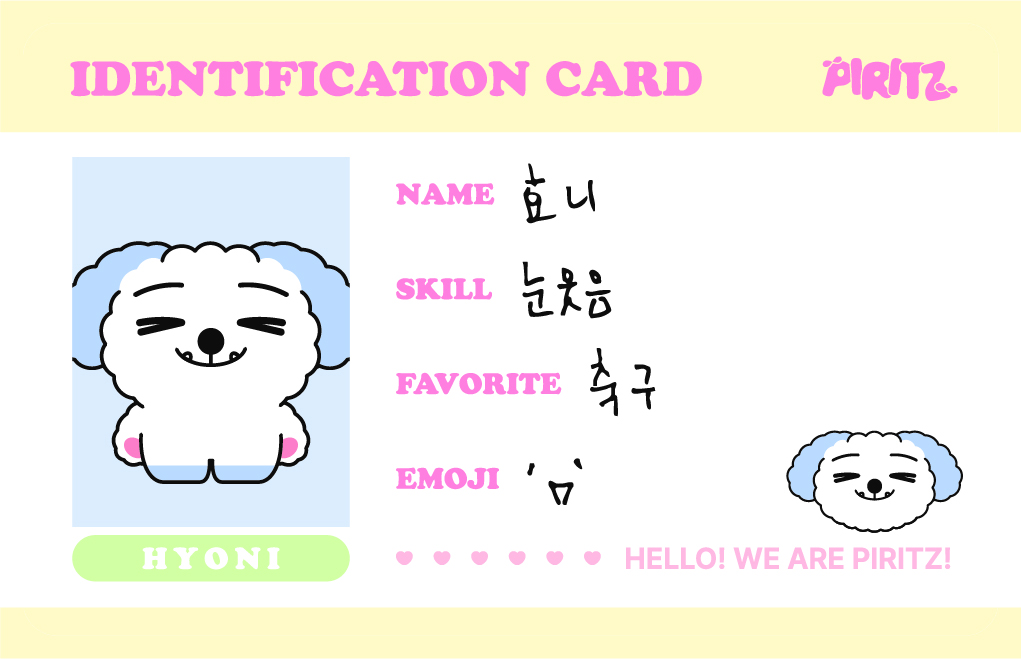 IDENTIFICATION CARD PIRITZ
NAME 효니
SKILL 눈웃음
FAVORITE 축구
EMOJI 'ㅁ`
HYONI
HELLO! WE ARE PIRITZ!